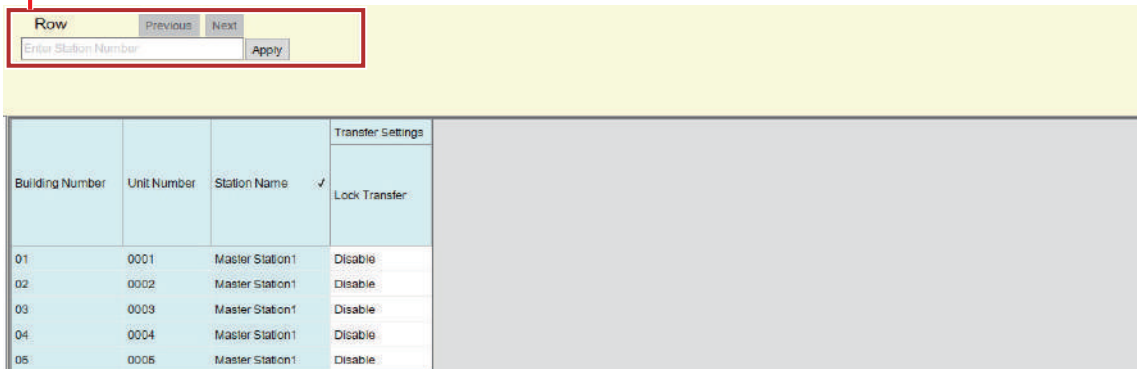 Row Previous Next
Enter Station Number Apply
Transfer Settings
Building Number Unit Number Station Name ✓ Lock Transfer
01 0001 Master Station1 Disable
02 0002 Master Station1 Disable
03 0003 Master Station1 Disable
04 0004 Master Station1 Disable
05 0005 Master Station1 Disable